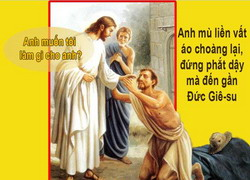 Anh muốn tôi
làm gì cho anh?
Anh mù liền vất
áo choàng lại,
đứng phắt dậy
mà đến gần
Đức Giê-su